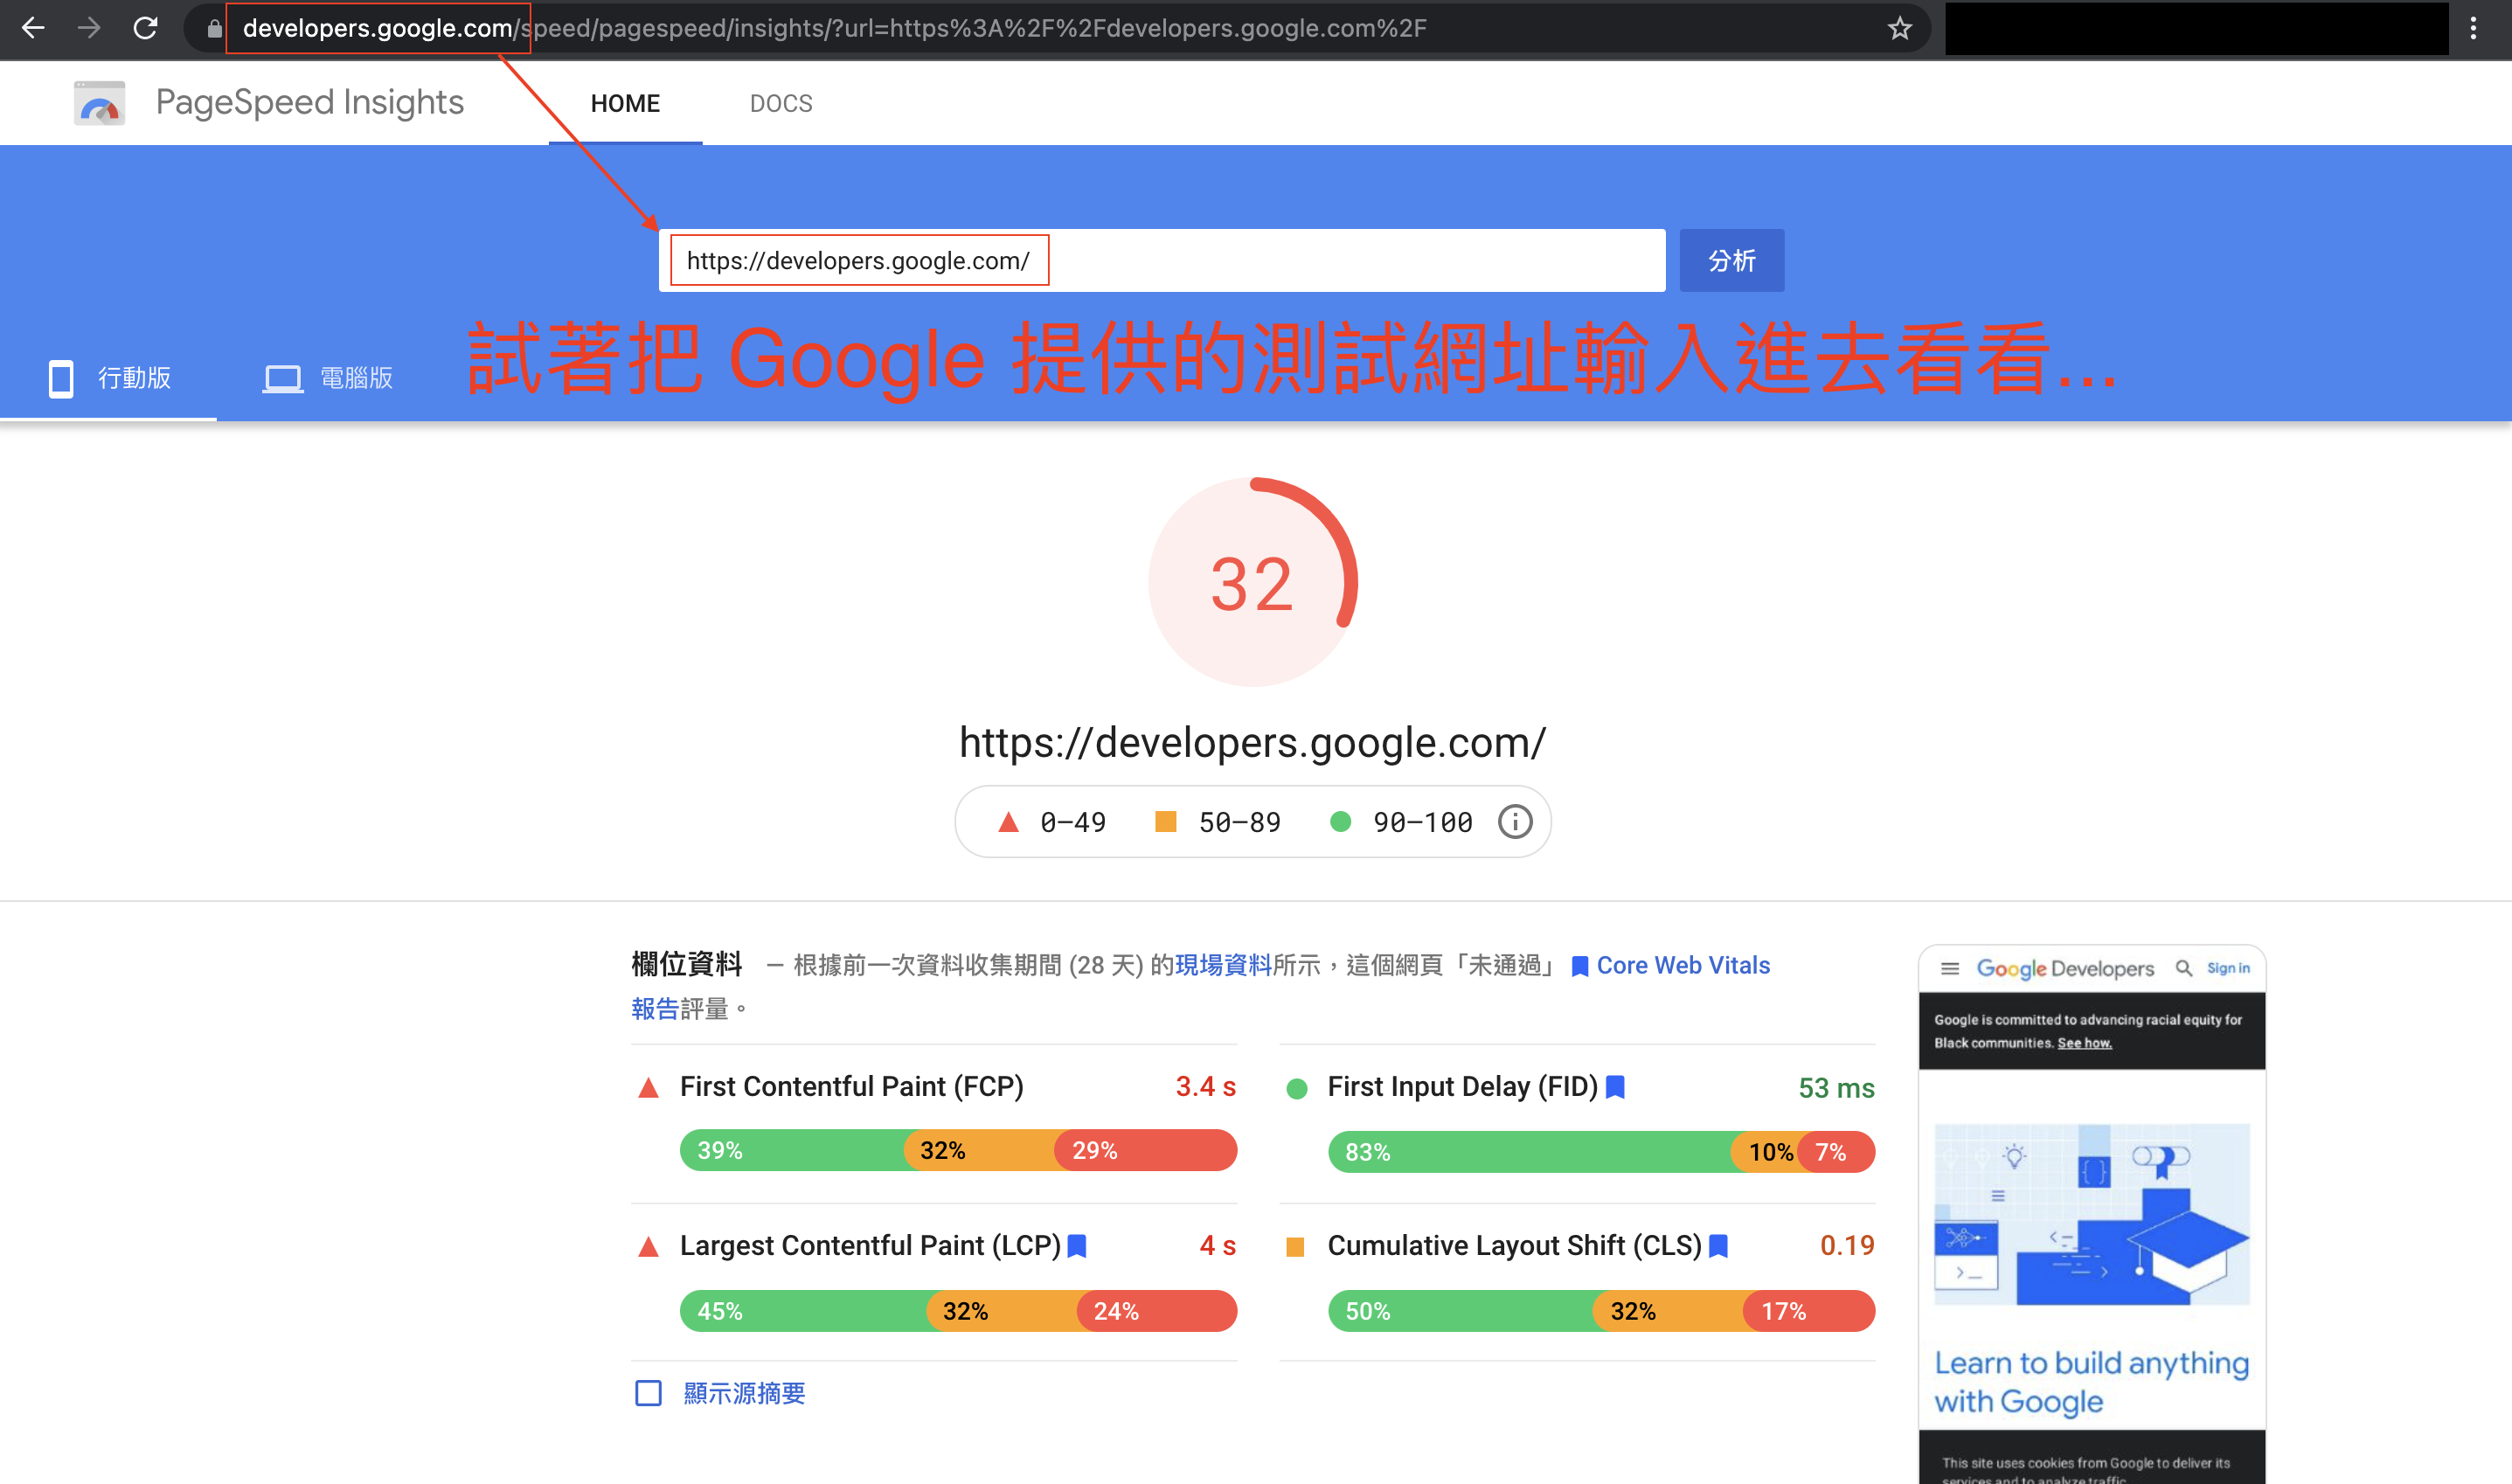 developers.google.com/speed/pagespeed/insights/?url=https%3A%2F%2Fdevelopers.google.com%2F
PageSpeed Insights
HOME
DOCS
https://developers.google.com/
分析
試著把 Google 提供的測試網址輸入進去看看...
行動版
電腦版
32
https://developers.google.com/
0–49
50–89
90–100
欄位資料 — 根據前一次資料收集期間 (28 天) 的現場資料所示，這個網頁「未通過」 Core Web Vitals
報告評量。
First Contentful Paint (FCP)
3.4 s
39%
32%
29%
First Input Delay (FID)
53 ms
83%
10%
7%
Largest Contentful Paint (LCP)
4 s
45%
32%
24%
Cumulative Layout Shift (CLS)
0.19
50%
32%
17%
顯示源摘要
Google Developers
Sign in
Google is committed to advancing racial equity for
Black communities. See how.
Learn to build anything
with Google
This site uses cookies from Google to deliver its
services and to analyze traffic.